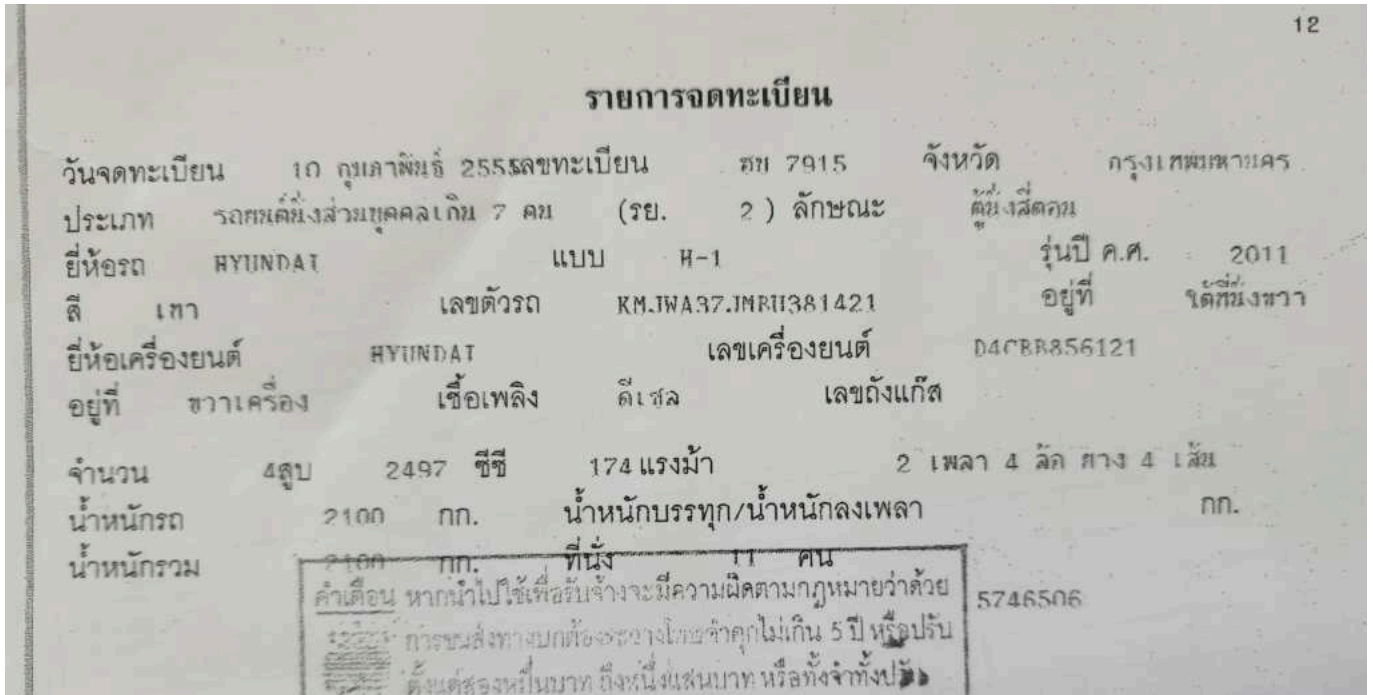 12
รายการจดทะเบียน
วันจดทะเบียน 10 กุมภาพันธ์ 2555 เลขทะเบียน ฮบ 7915 จังหวัด กรุงเทพมหานคร
ประเภท รถยนต์นั่งส่วนบุคคลเกิน 7 คน (รย. 2 ) ลักษณะ ตู้นั่งสี่ตอน
ยี่ห้อรถ HYUNDAI แบบ H-1 รุ่นปี ค.ศ. 2011
สี เทา เลขตัวรถ KMJWA37JMBU381421 อยู่ที่ ใต้ที่นั่งขวา
ยี่ห้อเครื่องยนต์ HYUNDAI เลขเครื่องยนต์ D4CBB856121
อยู่ที่ ขวาเครื่อง เชื้อเพลิง ดีเซล เลขถังแก๊ส
จำนวน 4สูบ 2497 ซีซี 174 แรงม้า 2 เพลา 4 ล้อ ยาง 4 เส้น
น้ำหนักรถ 2100 กก. น้ำหนักบรรทุก/น้ำหนักลงเพลา กก.
น้ำหนักรวม 2100 กก. ที่นั่ง 11 คน
คำเตือน หากนำไปใช้เพื่อรับจ้างจะมีความผิดตามกฎหมายว่าด้วย
5746506
การขนส่งทางบกต้องระวางโทษจำคุกไม่เกิน 5 ปี หรือปรับ
ตั้งแต่สองหมื่นบาท ถึงหนึ่งแสนบาท หรือทั้งจำทั้งปรับ